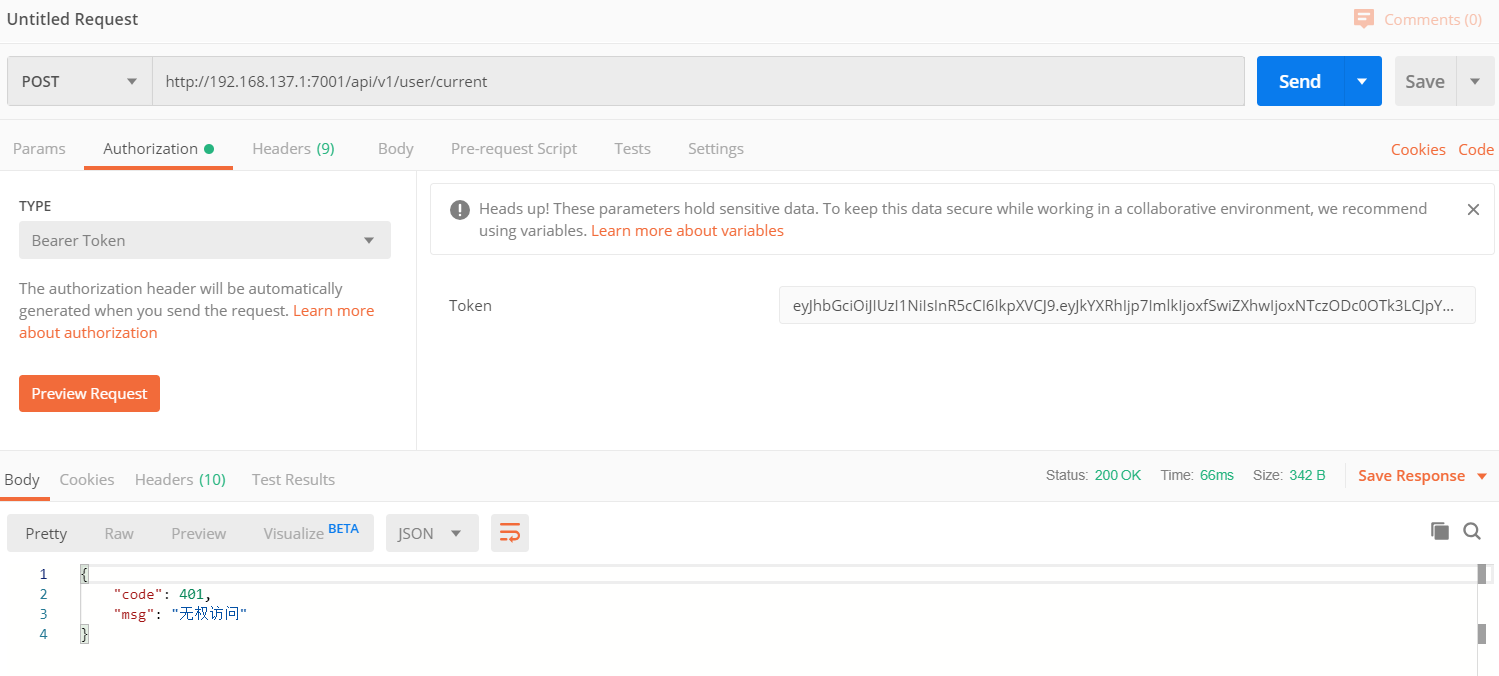 Untitled Request
Comments (0)
POST
http://192.168.137.1:7001/api/v1/user/current
Send
Save
Params
Authorization
Headers (9)
Body
Pre-request Script
Tests
Settings
Cookies
Code
TYPE
Bearer Token
The authorization header will be automatically
generated when you send the request. Learn more
about authorization
Preview Request
Heads up! These parameters hold sensitive data. To keep this data secure while working in a collaborative environment, we recommend
using variables. Learn more about variables
Token
eyJhbGciOiJIUzI1NiIsInR5cCI6IkpXVCJ9.eyJkYXRhIjp7ImlkIjoxfSwiZXhwIjoxNTczODc0OTk3LCJpY...
Body
Cookies
Headers (10)
Test Results
Status: 200 OK
Time: 66ms
Size: 342 B
Save Response
Pretty
Raw
Preview
Visualize BETA
JSON
1 {
2 "code": 401,
3 "msg": "无权访问"
4 }